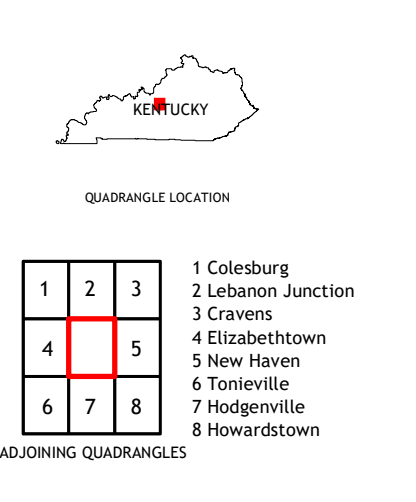 KENTUCKY
QUADRANGLE LOCATION
1 2 3
4 5
6 7 8
1 Colesburg
2 Lebanon Junction
3 Cravens
4 Elizabethtown
5 New Haven
6 Tonieville
7 Hodgenville
8 Howardstown
ADJOINING QUADRANGLES